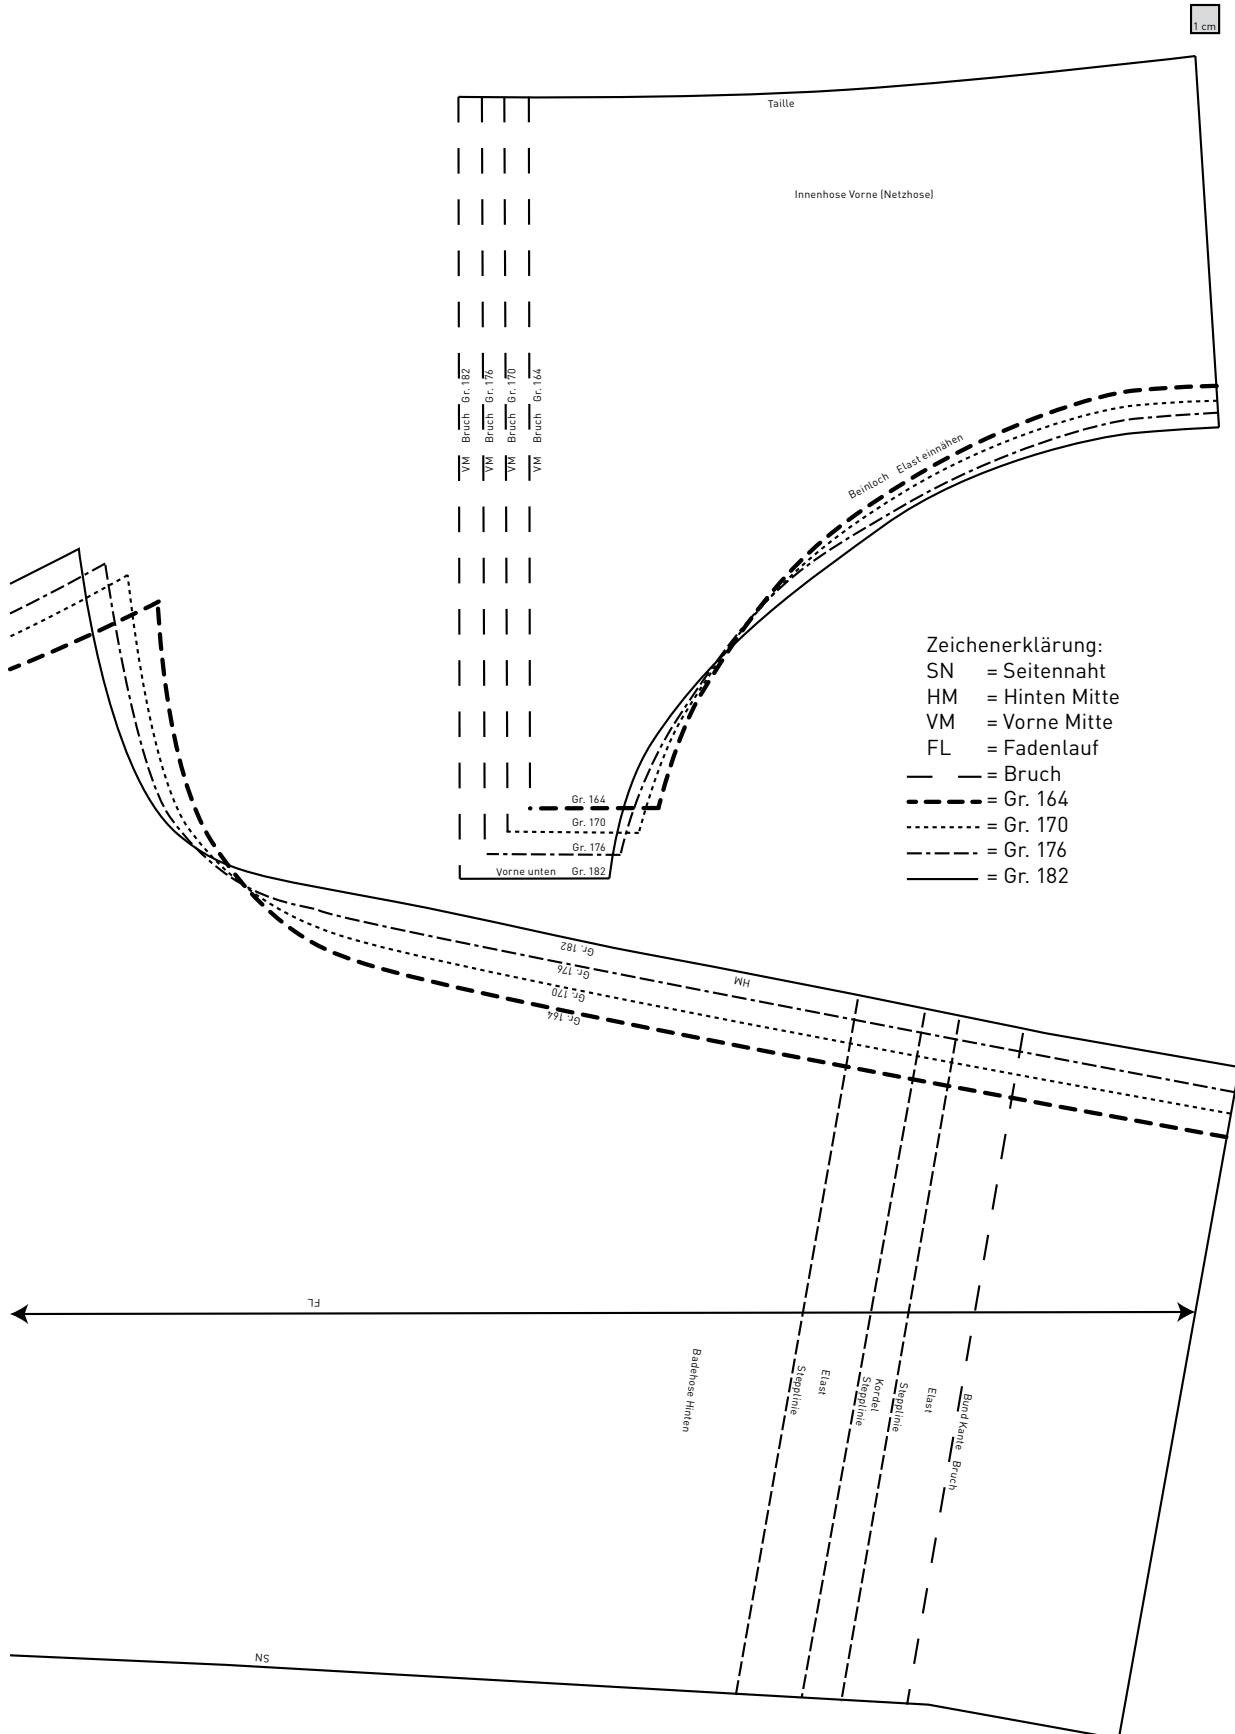 1 cm
Taille
Innenhose Vorne (Netzhose)
VM Bruch Gr. 182
VM Bruch Gr. 176
VM Bruch Gr. 170
VM Bruch Gr. 164
Beinloch Elast einnähen
Zeichenerklärung:
SN = Seitennaht
HM = Hinten Mitte
VM = Vorne Mitte
FL = Fadenlauf
= Bruch
= Gr. 164
= Gr. 170
= Gr. 176
= Gr. 182
Gr. 164
Gr. 170
Gr. 176
Vorne unten Gr. 182
Gr. 182
Gr. 176
Gr. 170
Gr. 164
HM
FL
Badehose Hinten
Stepplinie
Elast
Stepplinie
Kordel
Stepplinie
Elast
Bund Kante Bruch
SN